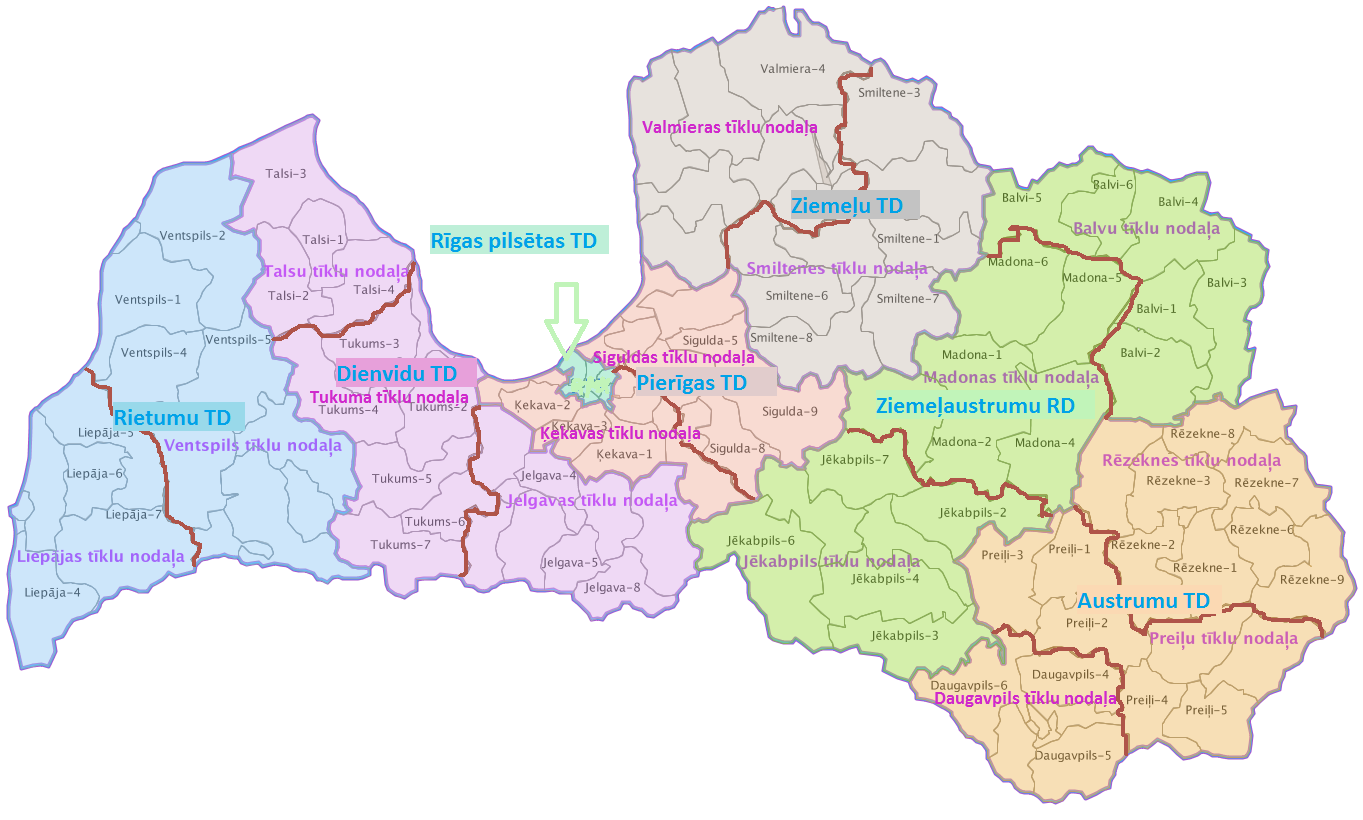 Valmiera-4
Smiltene-3
Valmieras tīklu nodaļa
Talsi-3
Balvi-6
Balvi-5
Balvi-4
Ziemeļu TD
Balvu tīklu nodaļa
Ventspils-2
Talsi-1
Rīgas pilsētas TD
Smiltene-1
Madona-6
Talsu tīklu nodaļa
Smiltenes tīklu nodaļa
Madona-5
Balvi-3
Talsi-2
Talsi-4
Ventspils-1
Smiltene-6
Smiltene-7
Balvi-1
Ventspils-5
Tukums-3
Sigulda-5
Smiltene-8
Ventspils-4
Siguldas tīklu nodaļa
Madona-1
Balvi-2
Dienvidu TD
Pierīgas TD
Madonas tīklu nodaļa
Tukuma tīklu nodaļa
Tukums-4
Tukums-2
Ķekava-2
Sigulda-9
Ziemeļaustrumu RD
Rietumu TD
Liepāja-5
Ķekava-3
Ķekavas tīklu nodaļa
Ventspils tīklu nodaļa
Ķekava-1
Sigulda-8
Madona-2
Madona-4
Rēzekne-8
Jēkabpils-7
Rēzeknes tīklu nodaļa
Liepāja-6
Tukums-5
Jelgava-4
Rēzekne-3
Rēzekne-7
Jelgavas tīklu nodaļa
Liepāja-7
Tukums-6
Jēkabpils-2
Rēzekne-6
Tukums-7
Jēkabpils-6
Preiļi-3
Preiļi-1
Rēzekne-2
Liepājas tīklu nodaļa
Jelgava-5
Jēkabpils tīklu nodaļa
Rēzekne-1
Jēkabpils-4
Rēzekne-9
Liepāja-4
Jelgava-8
Austrumu TD
Preiļi-2
Jēkabpils-3
Preiļu tīklu nodaļa
Daugavpils-6
Daugavpils-4
Daugavpils tīklu nodaļa
Preiļi-4
Preiļi-5
Daugavpils-5